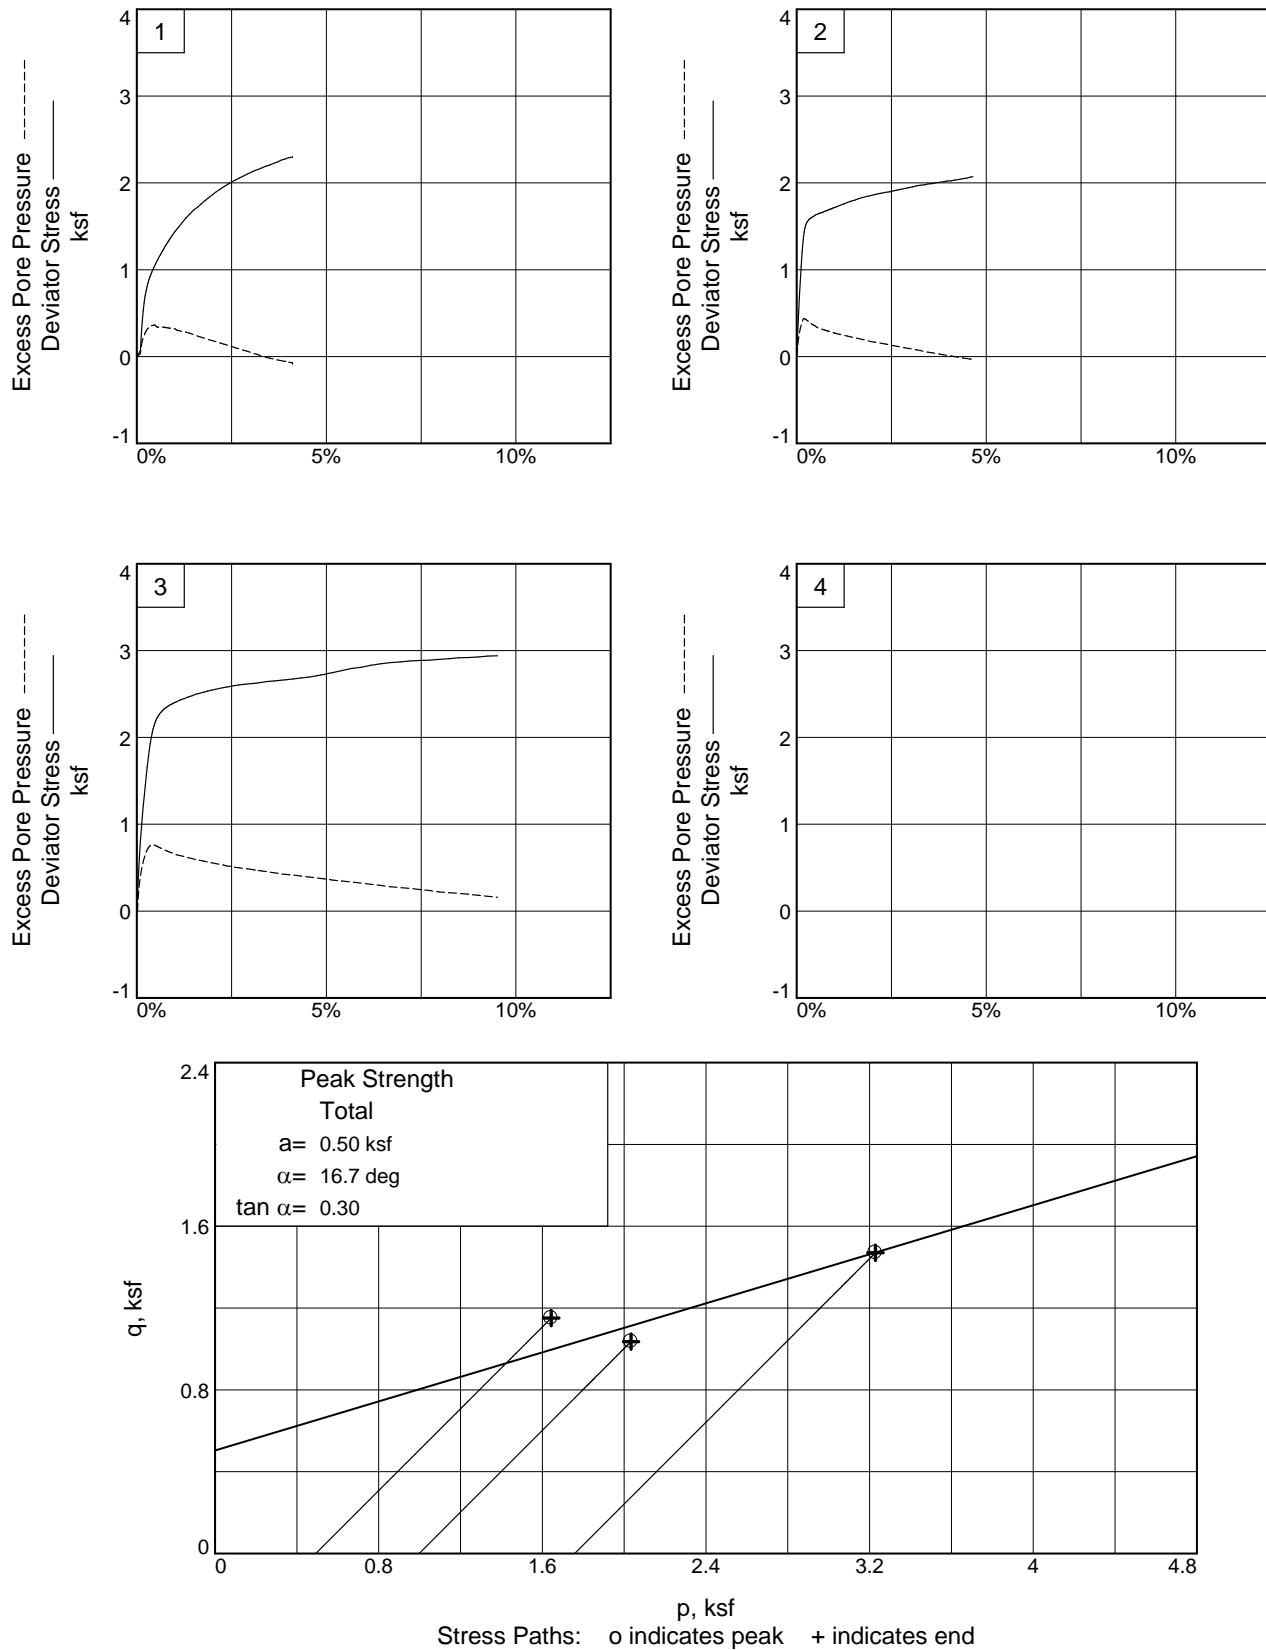 1
4
3
2
1
0
-1
0%
5%
10%
Excess Pore Pressure
Deviator Stress
ksf
2
4
3
2
1
0
-1
0%
5%
10%
Excess Pore Pressure
Deviator Stress
ksf
3
4
3
2
1
0
-1
0%
5%
10%
Excess Pore Pressure
Deviator Stress
ksf
4
4
3
2
1
0
-1
0%
5%
10%
Excess Pore Pressure
Deviator Stress
ksf
Peak Strength
Total
a= 0.50 ksf
α= 16.7 deg
tan α= 0.30
2.4
1.6
0.8
0
q, ksf
0
0.8
1.6
2.4
3.2
4
4.8
p, ksf
Stress Paths: o indicates peak + indicates end